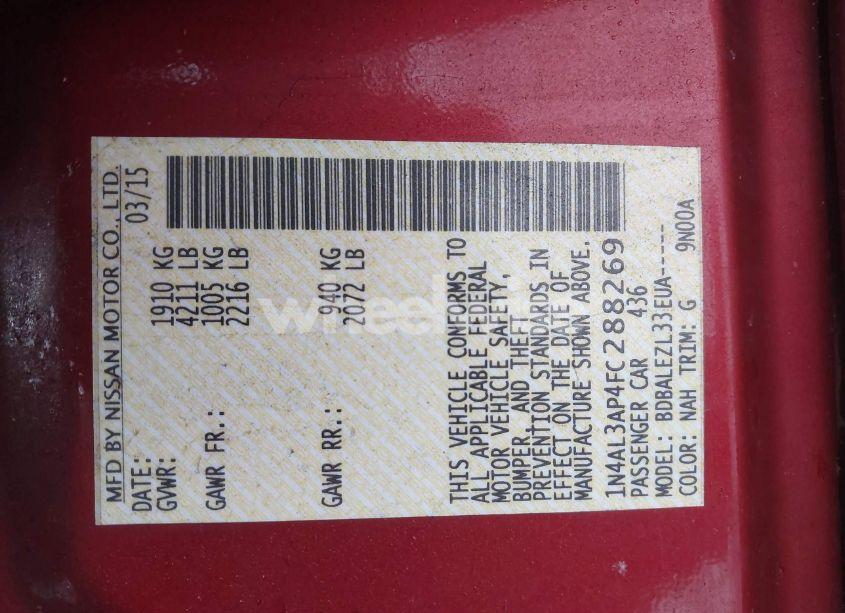 MFD BY NISSAN MOTOR CO., LTD.
DATE: 03/15
GVWR: 1910 KG
4211 LB
GAWR FR.: 1005 KG
2216 LB
GAWR RR.: 940 KG
2072 LB
THIS VEHICLE CONFORMS TO
ALL APPLICABLE FEDERAL
MOTOR VEHICLE SAFETY,
BUMPER, AND THEFT
PREVENTION STANDARDS IN
EFFECT ON THE DATE OF
MANUFACTURE SHOWN ABOVE.
1N4AL3AP4FC288269
PASSENGER CAR 436
MODEL: BDBALEZL33EUA-----
COLOR: NAH TRIM: G 9N00A